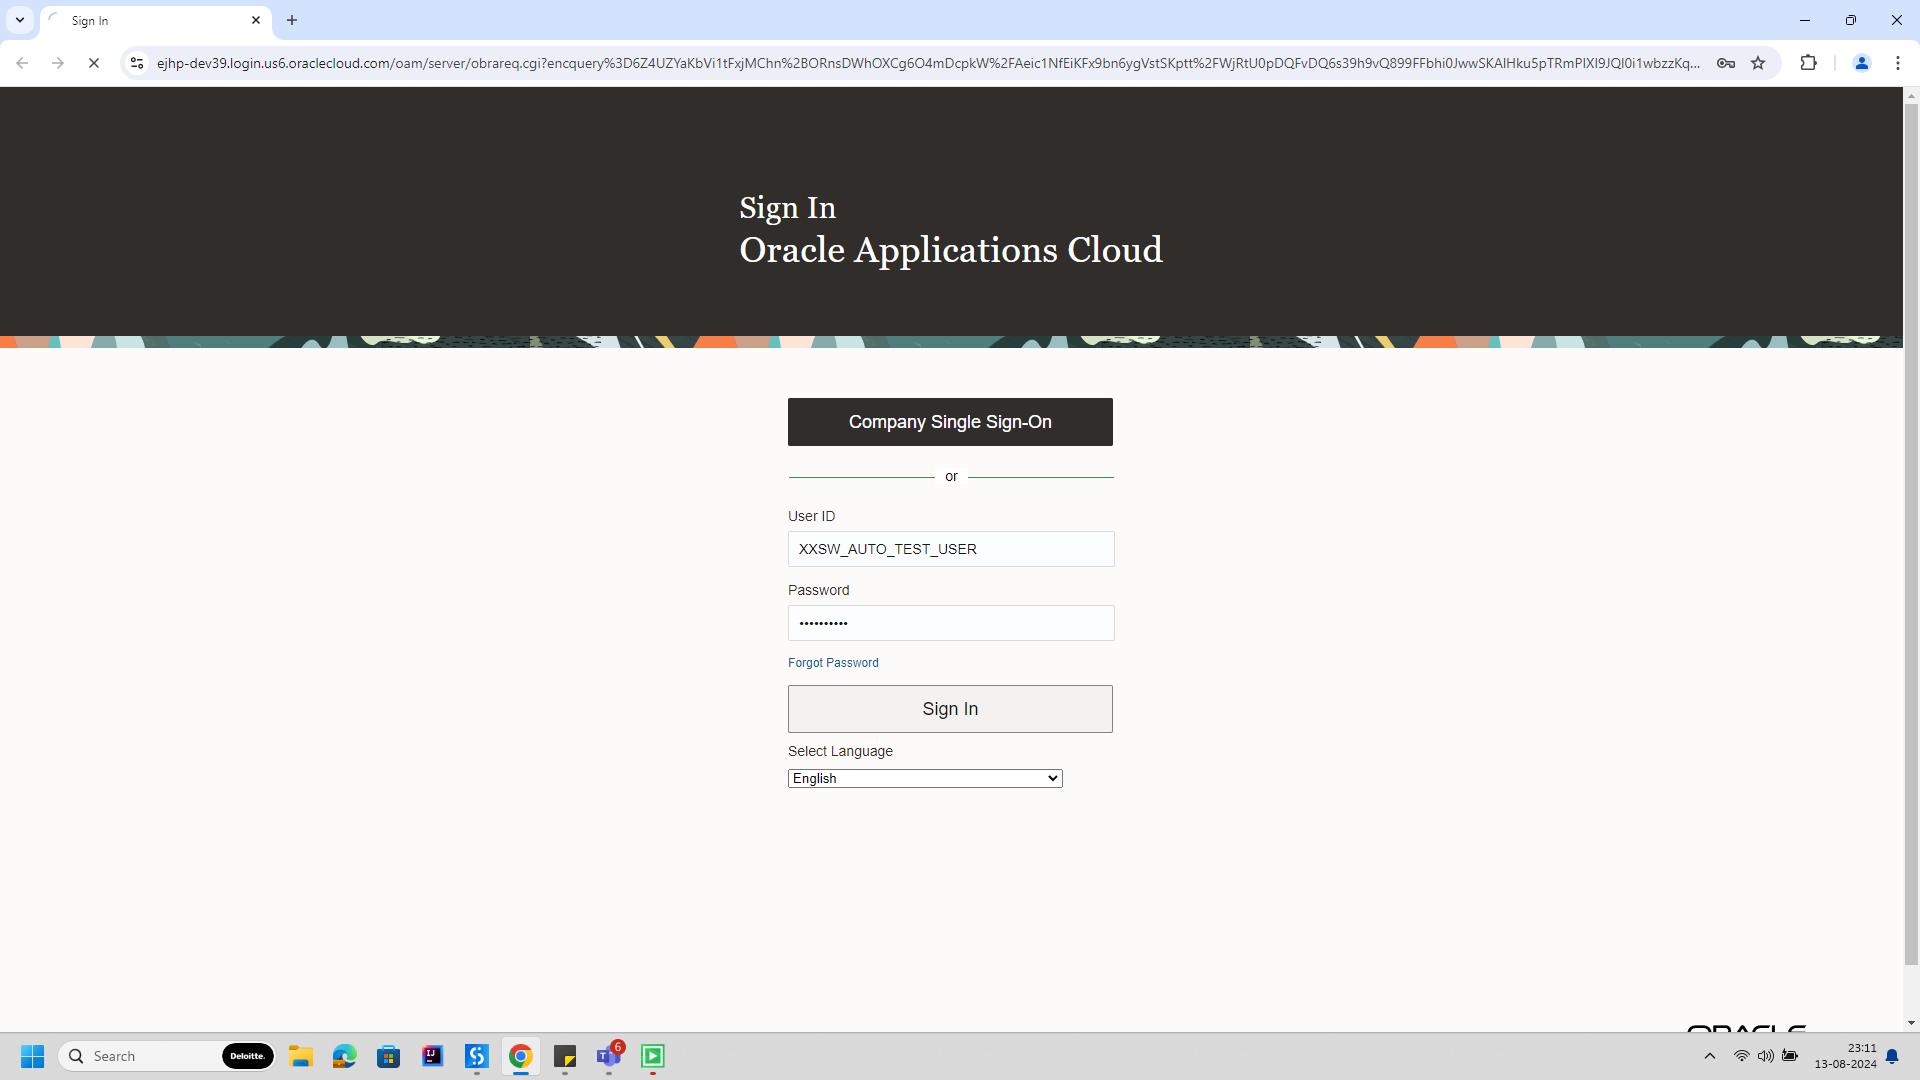 Sign In
ejhp-dev39.login.us6.oraclecloud.com/oam/server/obrareq.cgi?encquery%3D6Z4UZYaKbVi1tFxjMChn%2BORnsDWhOXCg6O4mDcpkW%2FAeic1NfEiKFx9bn6ygVstSKptt%2FWjRtU0pDQFvDQ6s39h9vQ899FFbhi0JwwSKAlHku5pTRmPIXI9JQI0i1wbzzKq...
Sign In
Oracle Applications Cloud
Company Single Sign-On
or
User ID
XXSW_AUTO_TEST_USER
Password
••••••••••
Forgot Password
Sign In
Select Language
English
ORACLE
Search
Deloitte.
6
23:11
13-08-2024